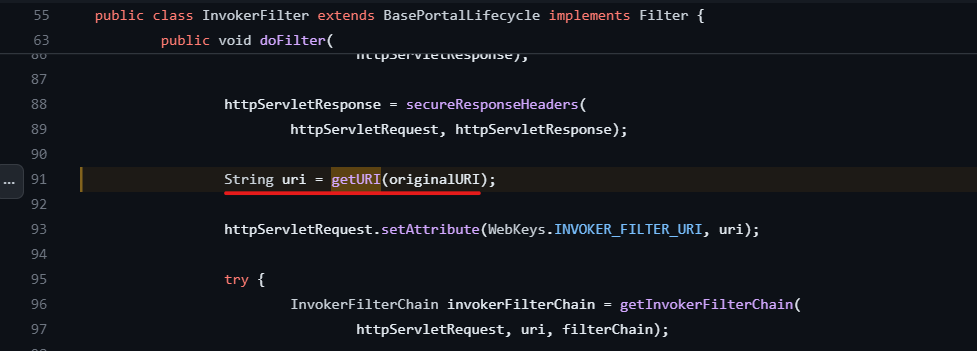 55 public class InvokerFilter extends BasePortalLifecycle implements Filter {
63 public void doFilter(
86 httpServletResponse);
87
88 httpServletResponse = secureResponseHeaders(
89 httpServletRequest, httpServletResponse);
90
... 91 String uri = getURI(originalURI);
92
93 httpServletRequest.setAttribute(WebKeys.INVOKER_FILTER_URI, uri);
94
95 try {
96 InvokerFilterChain invokerFilterChain = getInvokerFilterChain(
97 httpServletRequest, uri, filterChain);